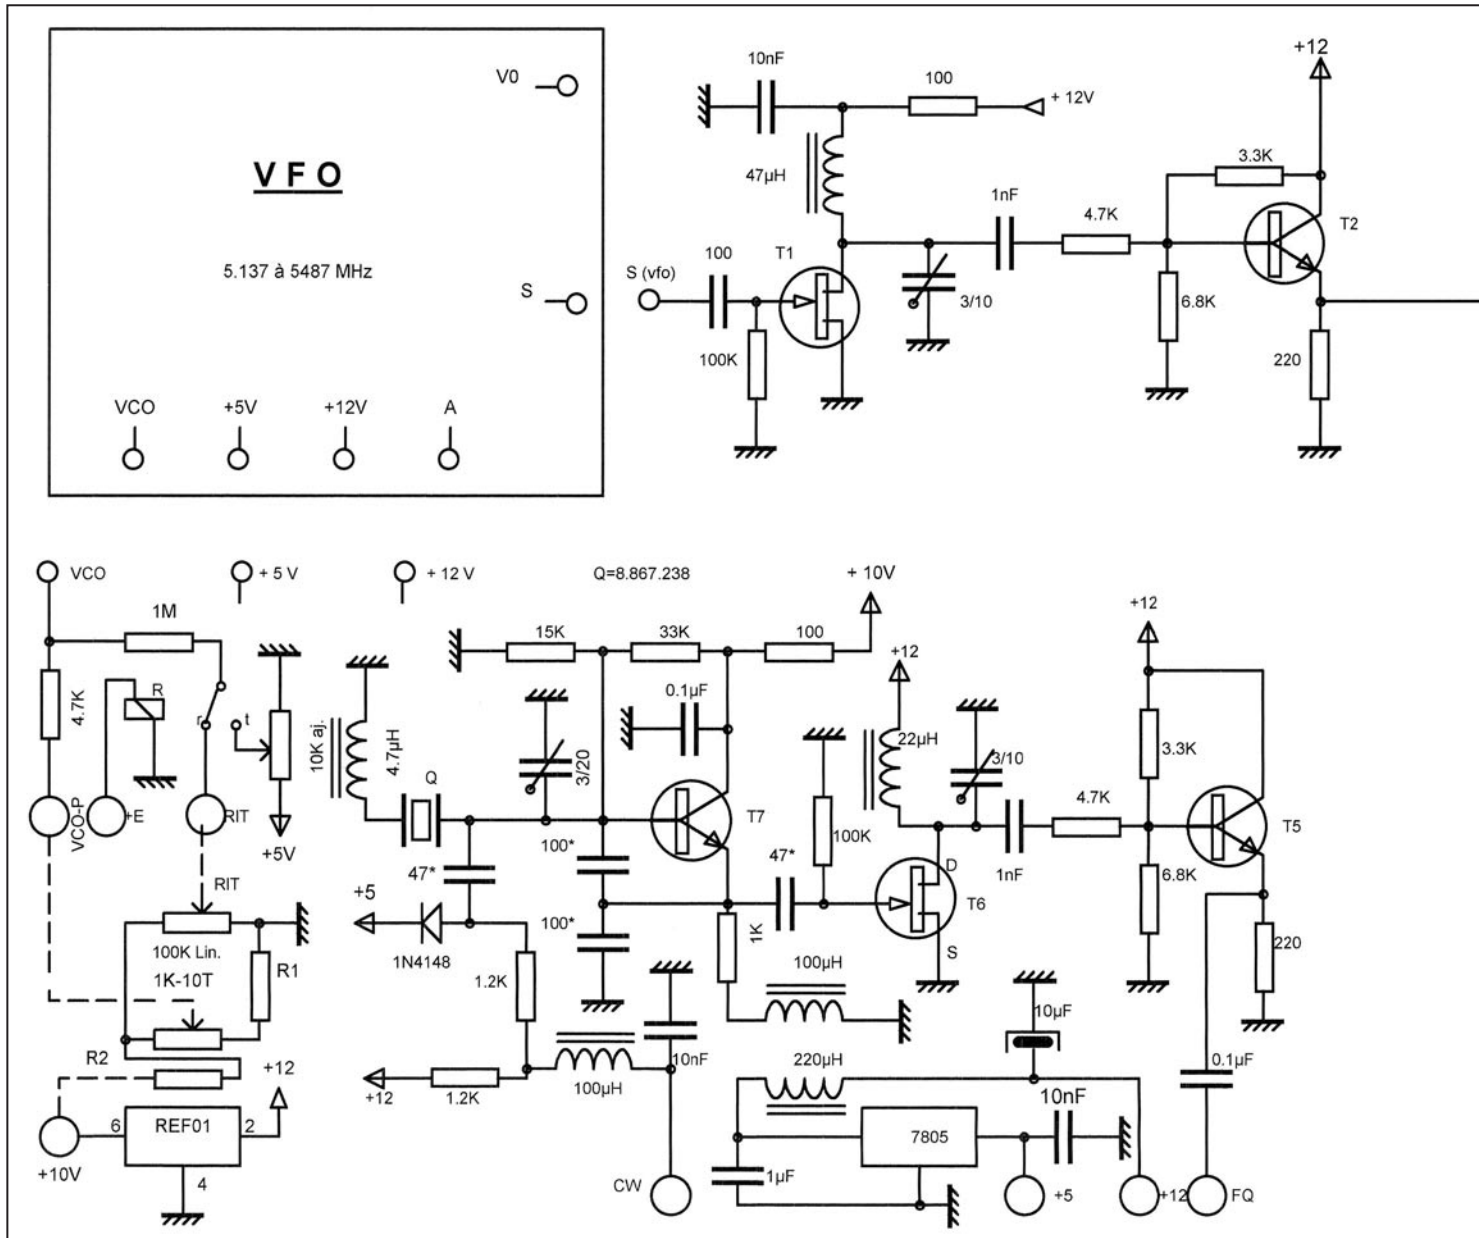 V0
V F O
5.137 à 5487 MHz
S
VCO
+5V
+12V
A
10nF
100
+ 12V
47µH
S (vfo)
100
T1
100K
3/10
1nF
4.7K
3.3K
+12
T2
6.8K
220
VCO
+ 5 V
+ 12 V
Q=8.867.238
+ 10V
1M
4.7K
R
r
t
VCO-P
+E
RIT
+5V
10K aj.
4.7µH
Q
15K
33K
100
0.1µF
3/20
T7
47*
100*
100*
+5
1N4148
1.2K
1.2K
+12
100µH
10nF
CW
1K
47*
100K
+12
22µH
3/10
D
T6
S
1nF
4.7K
+12
3.3K
T5
6.8K
220
0.1µF
FQ
100µH
220µH
10µF
10nF
7805
1µF
+5
+12
RIT
100K Lin.
1K-10T
R1
R2
+12
REF01
6
2
4
+10V